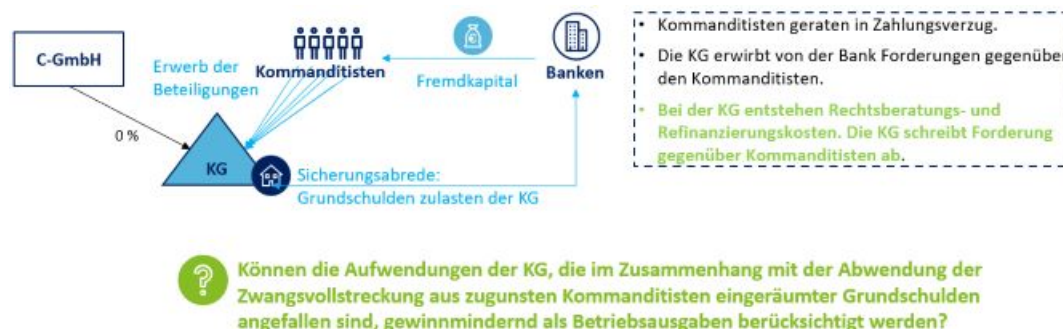 C-GmbH
0 %
KG
Erwerb der
Beteiligungen
Kommanditisten
Fremdkapital
Banken
Sicherungsabrede:
Grundschulden zulasten der KG
• Kommanditisten geraten in Zahlungsverzug.
• Die KG erwirbt von der Bank Forderungen gegenüber
den Kommanditisten.
• Bei der KG entstehen Rechtsberatungs- und
Refinanzierungskosten. Die KG schreibt Forderung
gegenüber Kommanditisten ab.
?
Können die Aufwendungen der KG, die im Zusammenhang mit der Abwendung der
Zwangsvollstreckung aus zugunsten Kommanditisten eingeräumter Grundschulden
angefallen sind, gewinnmindernd als Betriebsausgaben berücksichtigt werden?